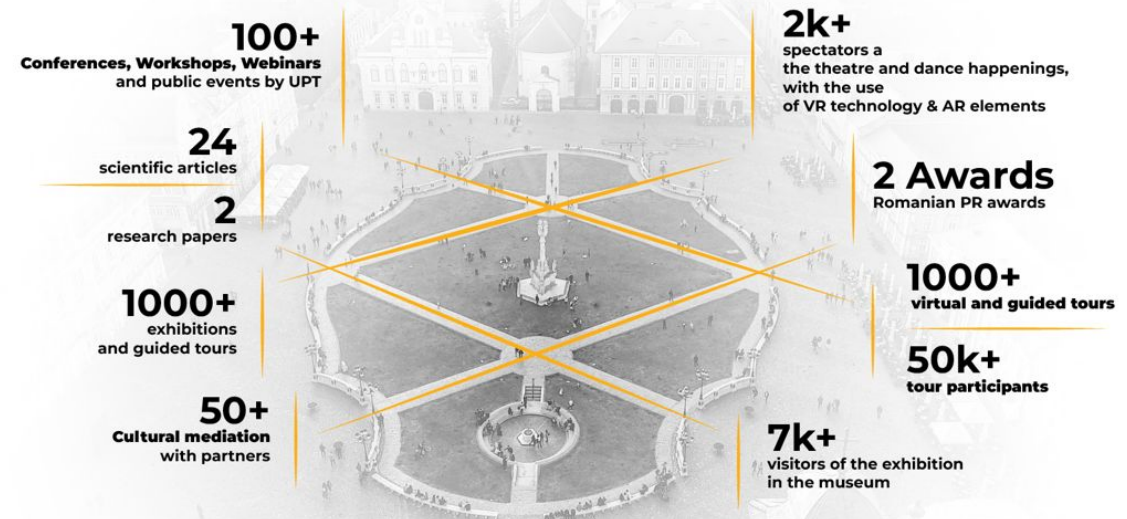 100+
Conferences, Workshops, Webinars
and public events by UPT
24
scientific articles
2
research papers
1000+
exhibitions
and guided tours
50+
Cultural mediation
with partners
2k+
spectators a
the theatre and dance happenings,
with the use
of VR technology & AR elements
2 Awards
Romanian PR awards
1000+
virtual and guided tours
50k+
tour participants
7k+
visitors of the exhibition
in the museum